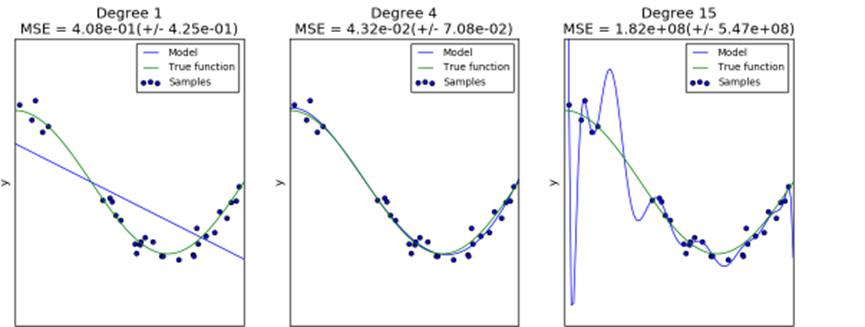 Degree 1
MSE = 4.08e-01(+/- 4.25e-01)
Model
True function
Samples
y
Degree 4
MSE = 4.32e-02(+/- 7.08e-02)
Model
True function
Samples
y
Degree 15
MSE = 1.82e+08(+/- 5.47e+08)
Model
True function
Samples
y